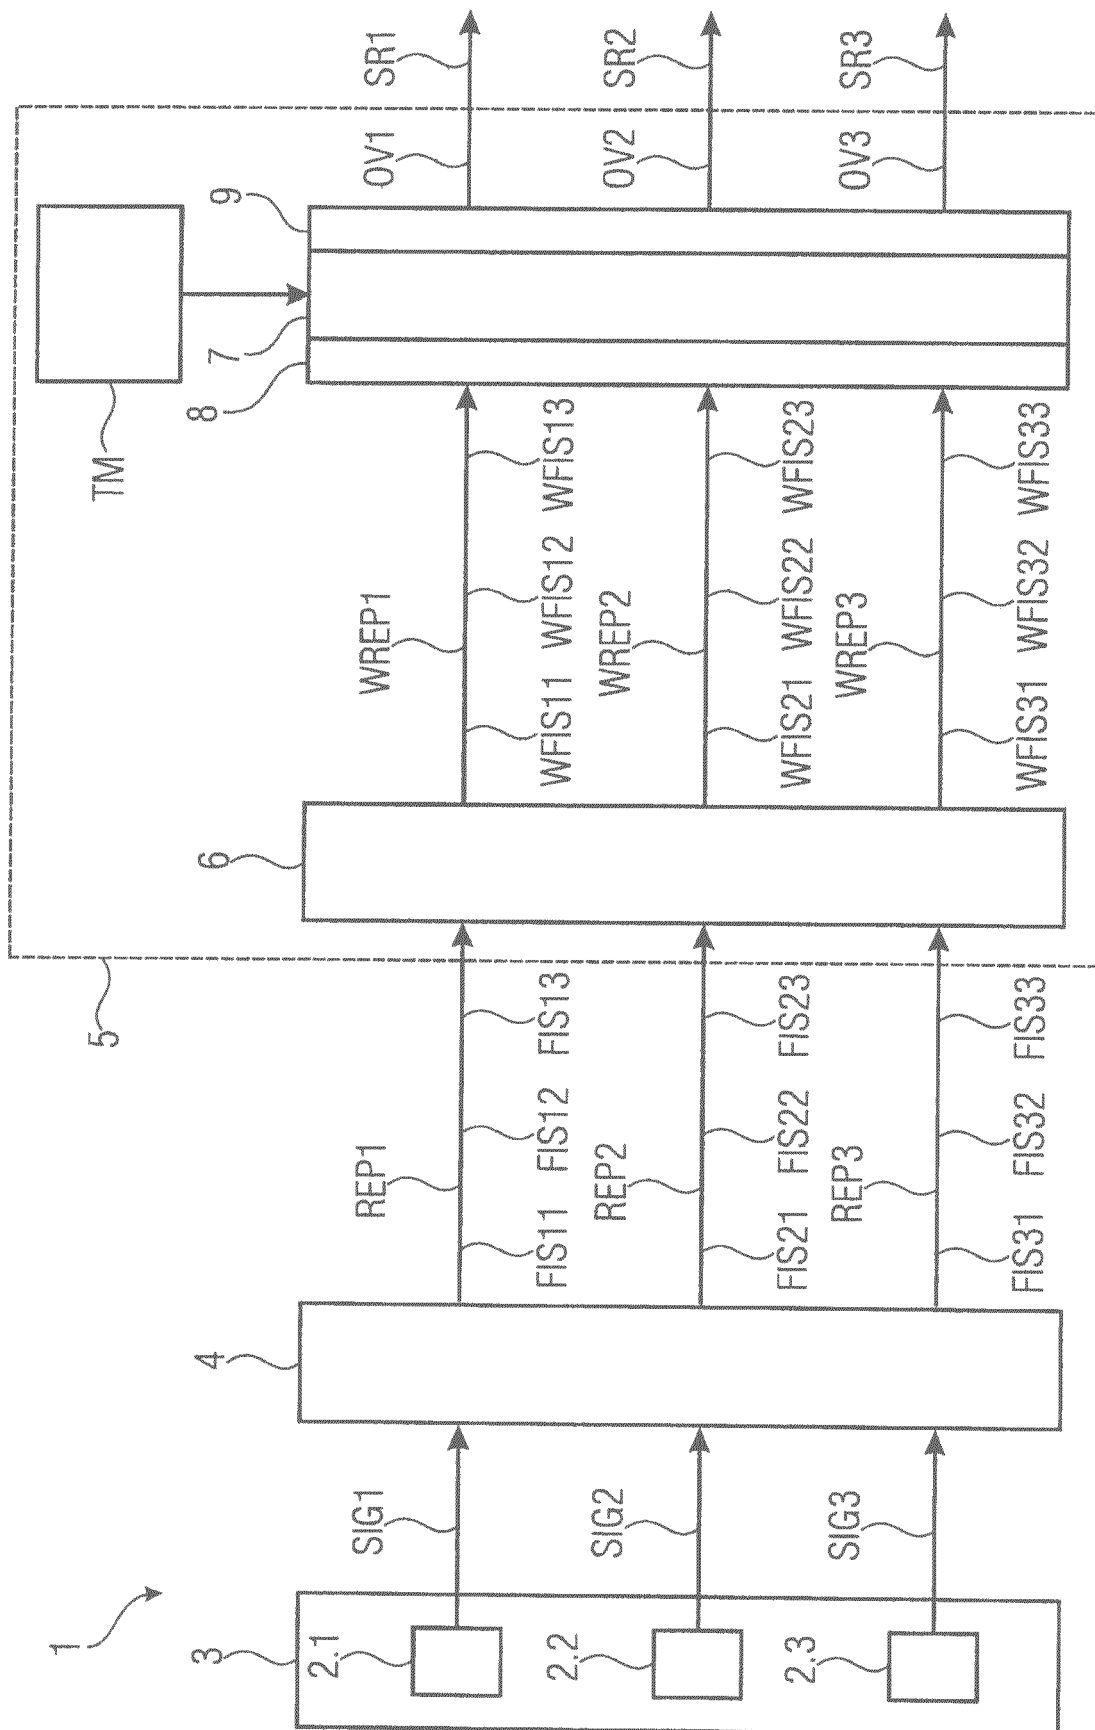 1
3
2.1
2.2
2.3
SIG1
SIG2
SIG3
4
REP1
FIS11 FIS12 FIS13
REP2
FIS21 FIS22 FIS23
REP3
FIS31 FIS32 FIS33
5
6
WREP1
WFIS11 WFIS12 WFIS13
WREP2
WFIS21 WFIS22 WFIS23
WREP3
WFIS31 WFIS32 WFIS33
TM
8
7
9
OV1
SR1
OV2
SR2
OV3
SR3